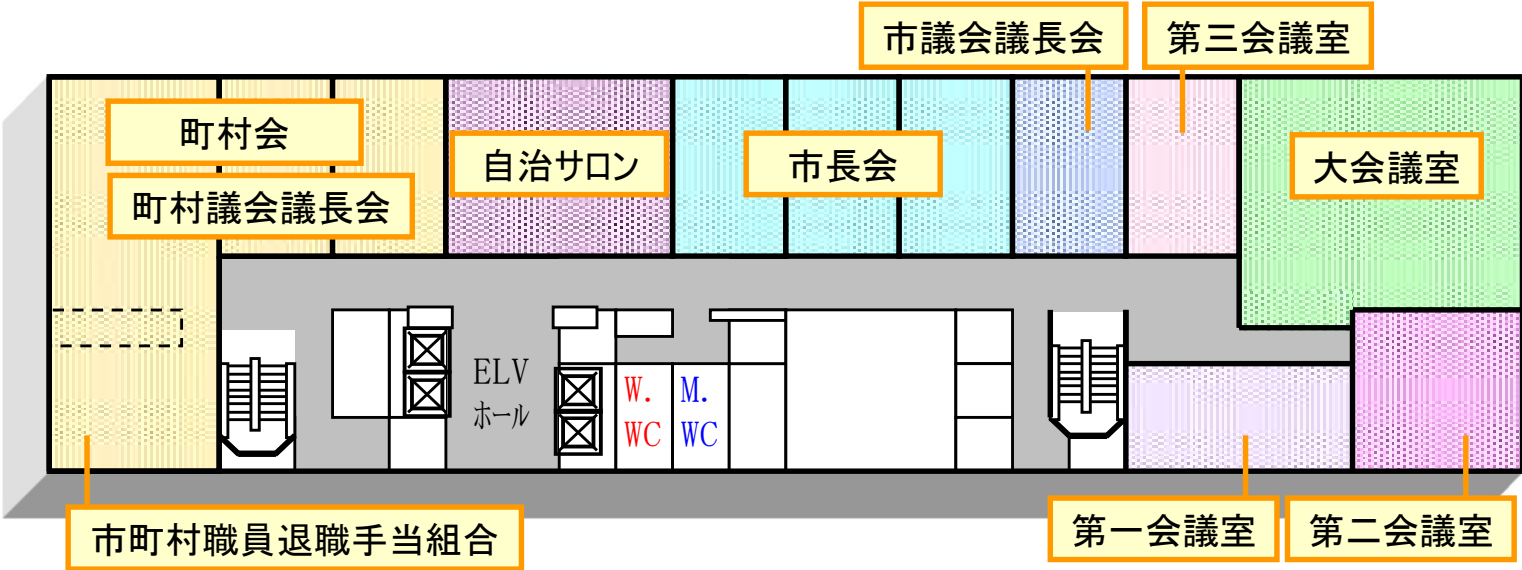 市議会議長会
第三会議室
町村会
町村議会議長会
自治サロン
市長会
大会議室
ELV
ホール
W.
WC
M.
WC
市町村職員退職手当組合
第一会議室
第二会議室